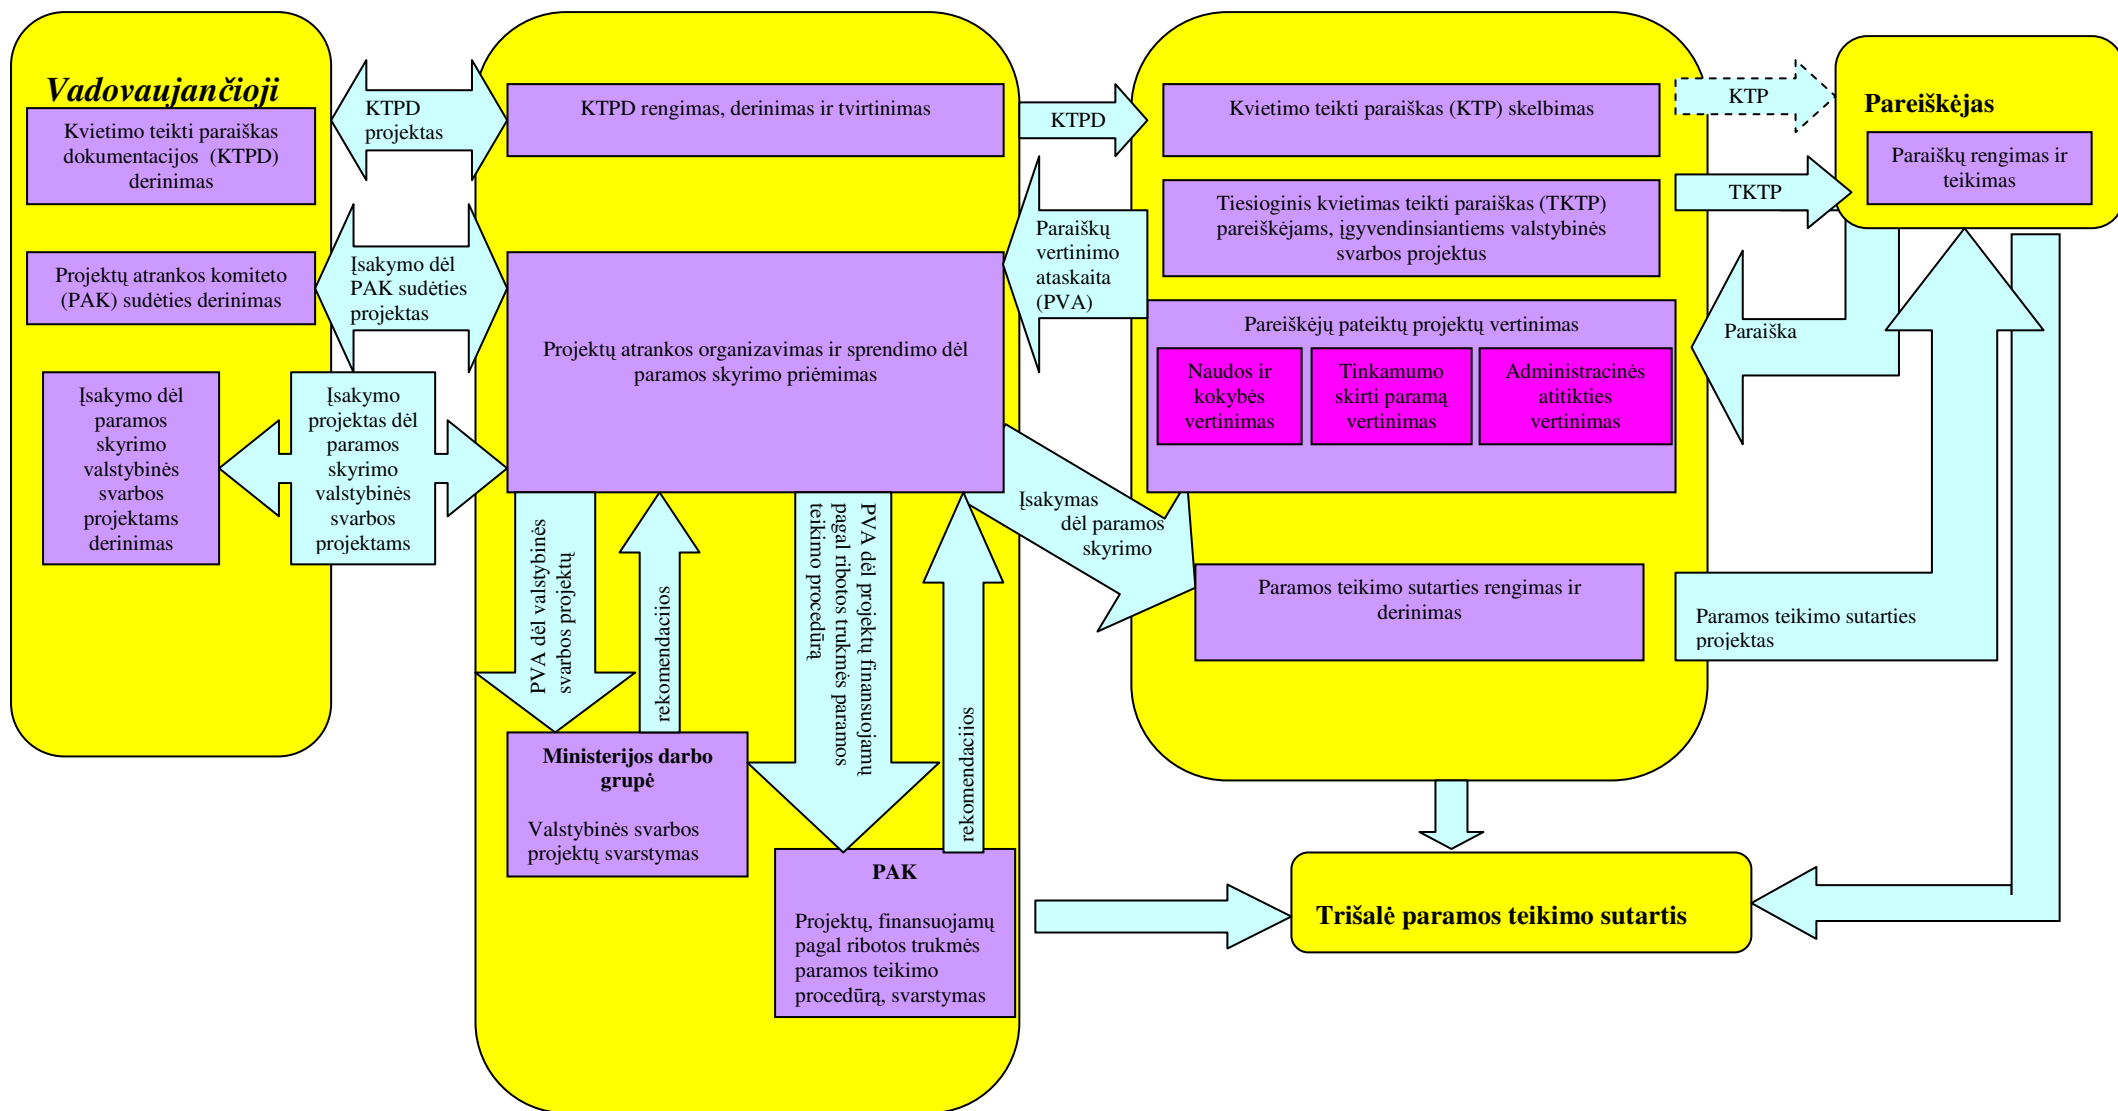 Vadovaujančioji
Kvietimo teikti paraiškas
dokumentacijos  (KTPD)
derinimas
Projektų atrankos komiteto
(PAK) sudėties derinimas
Įsakymo dėl
paramos
skyrimo
valstybinės
svarbos
projektams
derinimas
KTPD
projektas
Įsakymo dėl
PAK sudėties
projektas
Įsakymo
projektas dėl
paramos
skyrimo
valstybinės
svarbos
projektams
KTPD rengimas, derinimas ir tvirtinimas
Projektų atrankos organizavimas ir sprendimo dėl
paramos skyrimo priėmimas
PVA dėl valstybinės
svarbos projektų
rekomendaciios
PVA dėl projektų finansuojamų
pagal ribotos trukmės paramos
teikimo procedūrą
rekomendaciios
Ministerijos darbo
grupė
Valstybinės svarbos
projektų svarstymas
PAK
Projektų, finansuojamų
pagal ribotos trukmės
paramos teikimo
procedūrą, svarstymas
KTPD
Paraiškų
vertinimo
ataskaita
(PVA)
Įsakymas
dėl paramos
skyrimo
Kvietimo teikti paraiškas (KTP) skelbimas
Tiesioginis kvietimas teikti paraiškas (TKTP)
pareiškėjams, įgyvendinsiantiems valstybinės
svarbos projektus
Pareiškėjų pateiktų projektų vertinimas
Naudos ir
kokybės
vertinimas
Tinkamumo
skirti paramą
vertinimas
Administracinės
atitikties
vertinimas
Paramos teikimo sutarties rengimas ir
derinimas
KTP
TKTP
Paraiška
Paramos teikimo sutarties
projektas
Pareiškėjas
Paraiškų rengimas ir
teikimas
Trišalė paramos teikimo sutartis